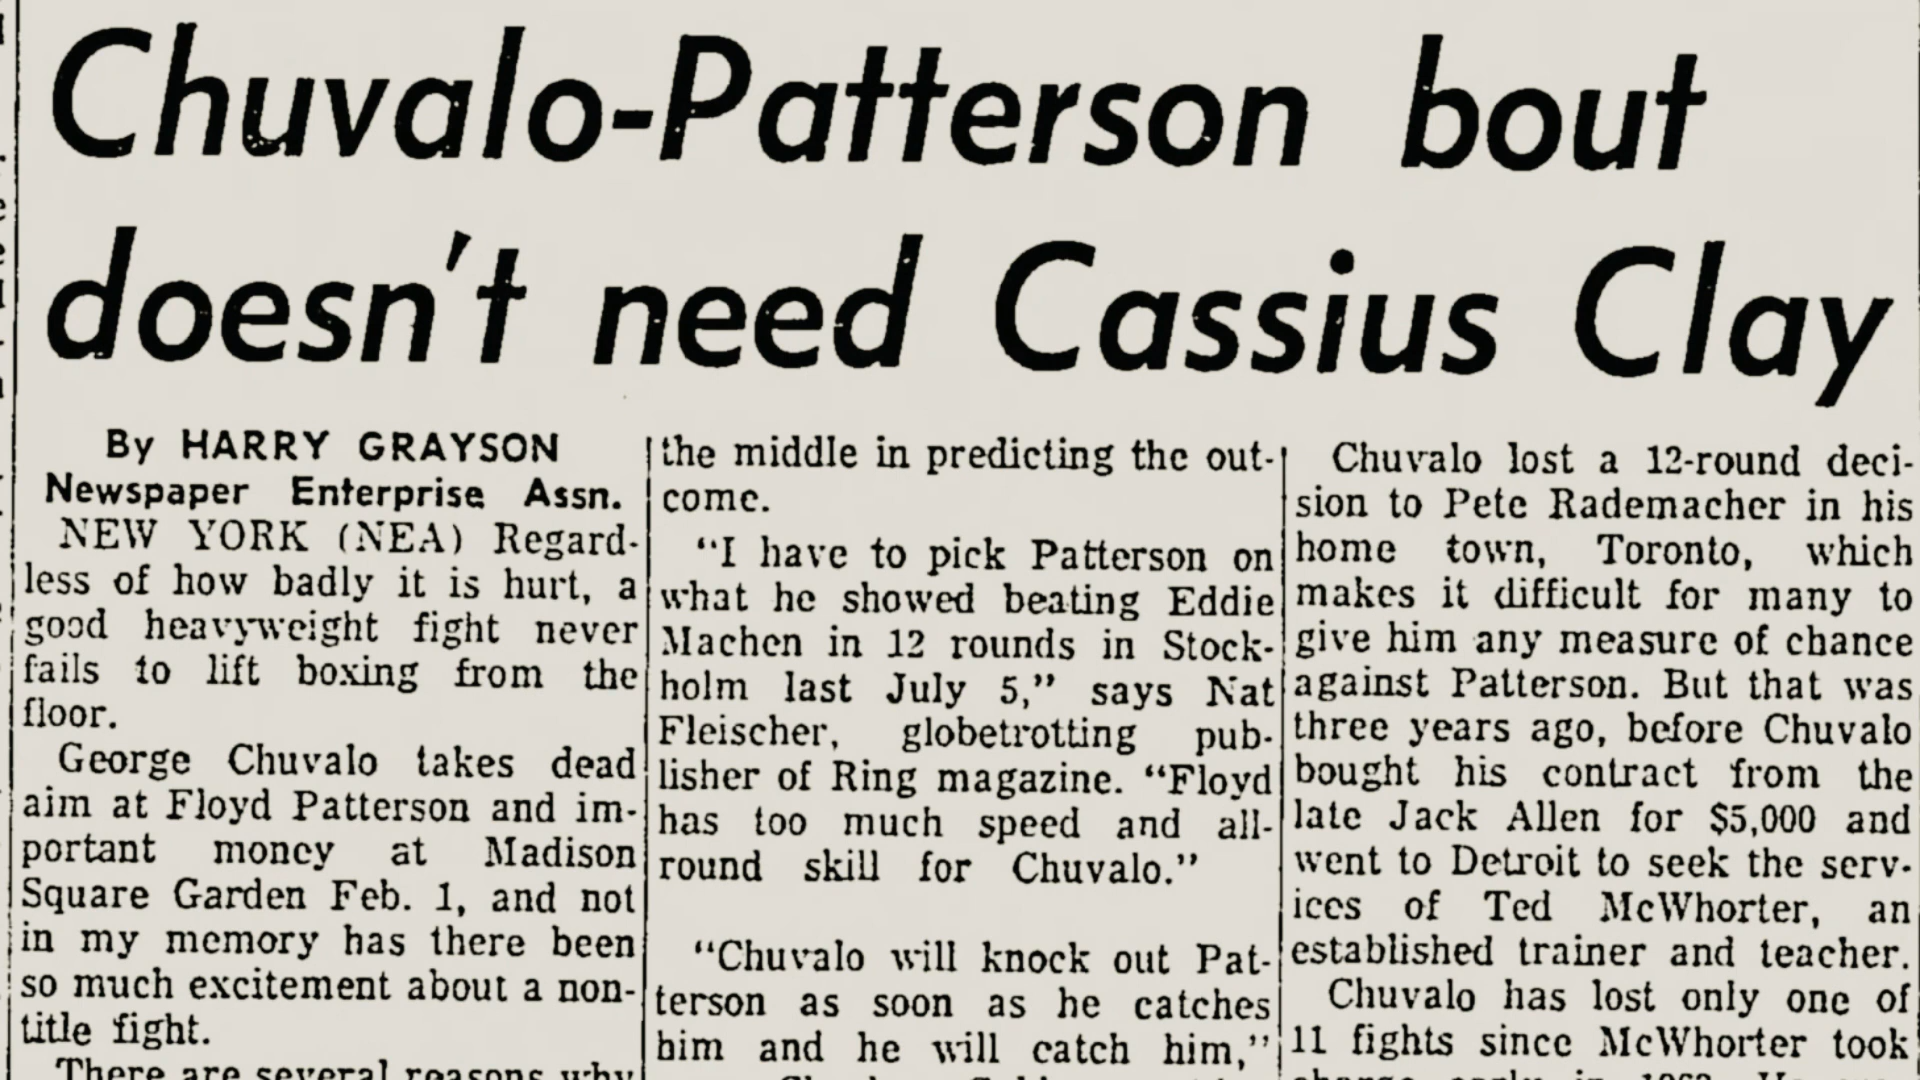 Chuvalo-Patterson bout
doesn't need Cassius Clay
By HARRY GRAYSON
Newspaper Enterprise Assn.
NEW YORK (NEA) Regard-
less of how badly it is hurt, a
good heavyweight fight never
fails to lift boxing from the
floor.
George Chuvalo takes dead
aim at Floyd Patterson and im-
portant money at Madison
Square Garden Feb. 1, and not
in my memory has there been
so much excitement about a non-
title fight.
There are several reasons why
the middle in predicting the out-
come.
"I have to pick Patterson on
what he showed beating Eddie
Machen in 12 rounds in Stock-
holm last July 5," says Nat
Fleischer, globetrotting pub-
lisher of Ring magazine. "Floyd
has too much speed and all-
round skill for Chuvalo."
"Chuvalo will knock out Pat-
terson as soon as he catches
him and he will catch him,"
Chuvalo lost a 12-round deci-
sion to Pete Rademacher in his
home town, Toronto, which
makes it difficult for many to
give him any measure of chance
against Patterson. But that was
three years ago, before Chuvalo
bought his contract from the
late Jack Allen for $5,000 and
went to Detroit to seek the serv-
ices of Ted McWhorter, an
established trainer and teacher.
Chuvalo has lost only one of
11 fights since McWhorter took